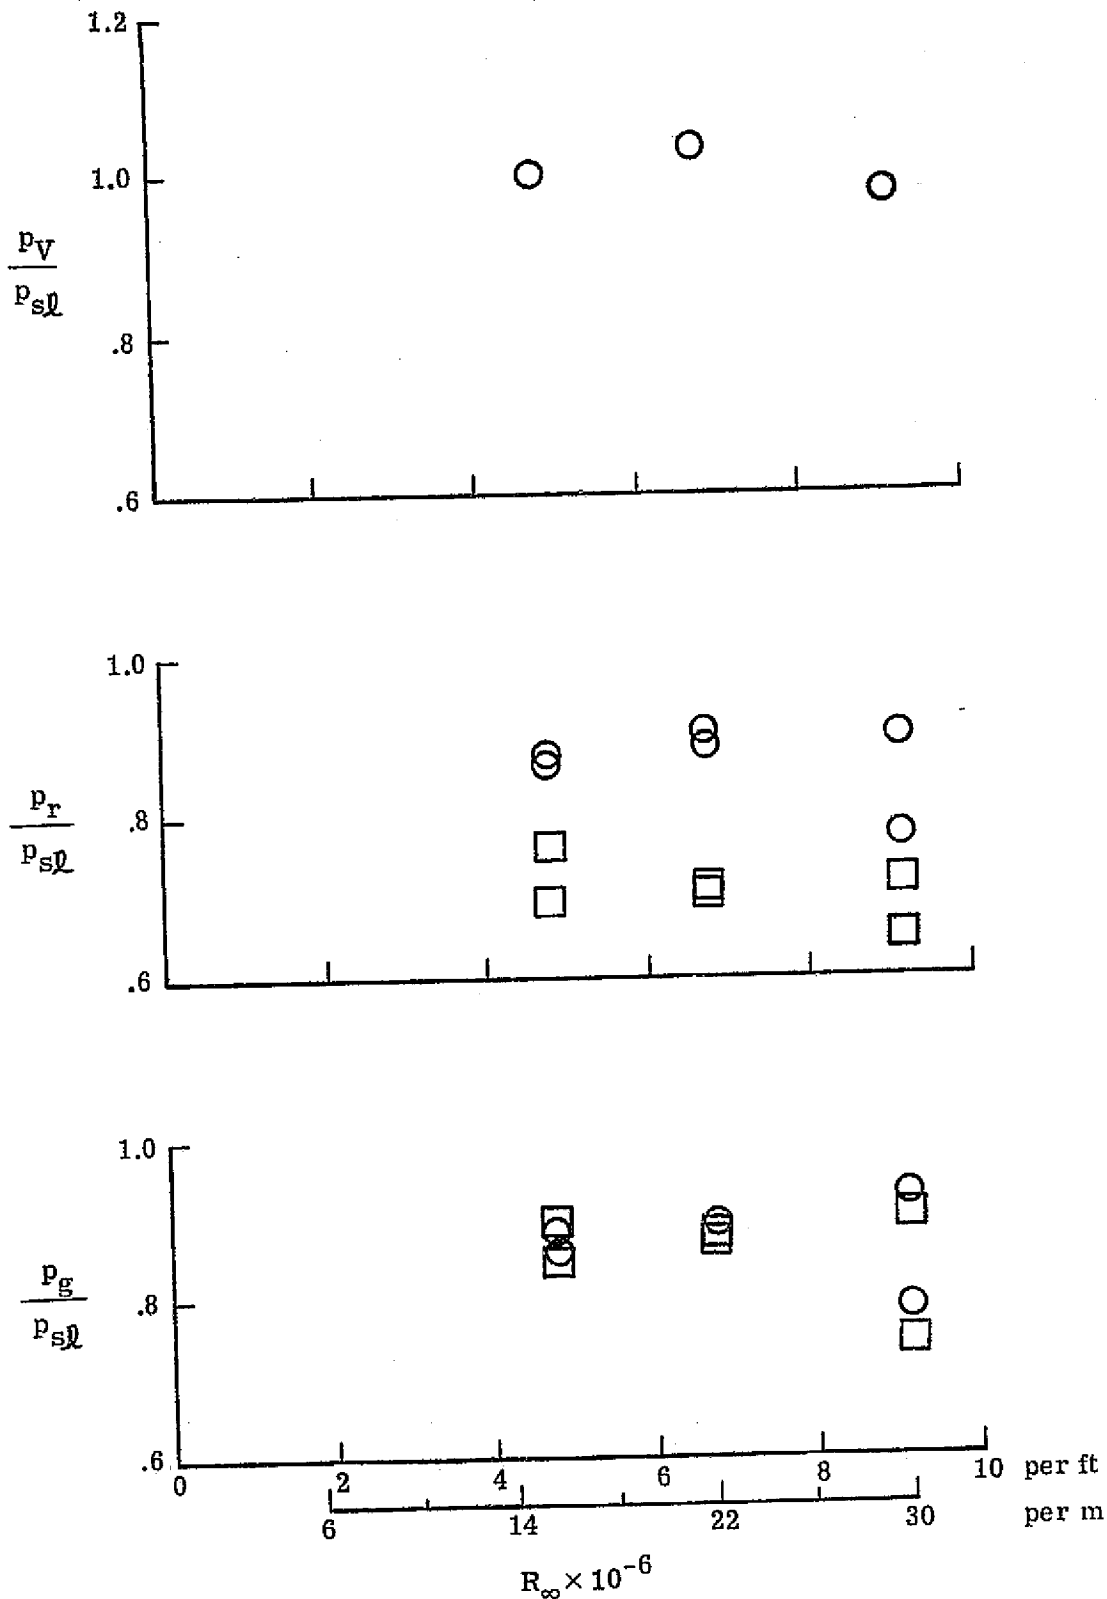 1.2
1.0
p_V
p_sℓ
.8
.6
1.0
p_r
p_sℓ
.8
.6
1.0
p_g
p_sℓ
.8
.6
0 2 4 6 8 10 per ft
6 14 22 30 per m
R_∞ × 10^-6